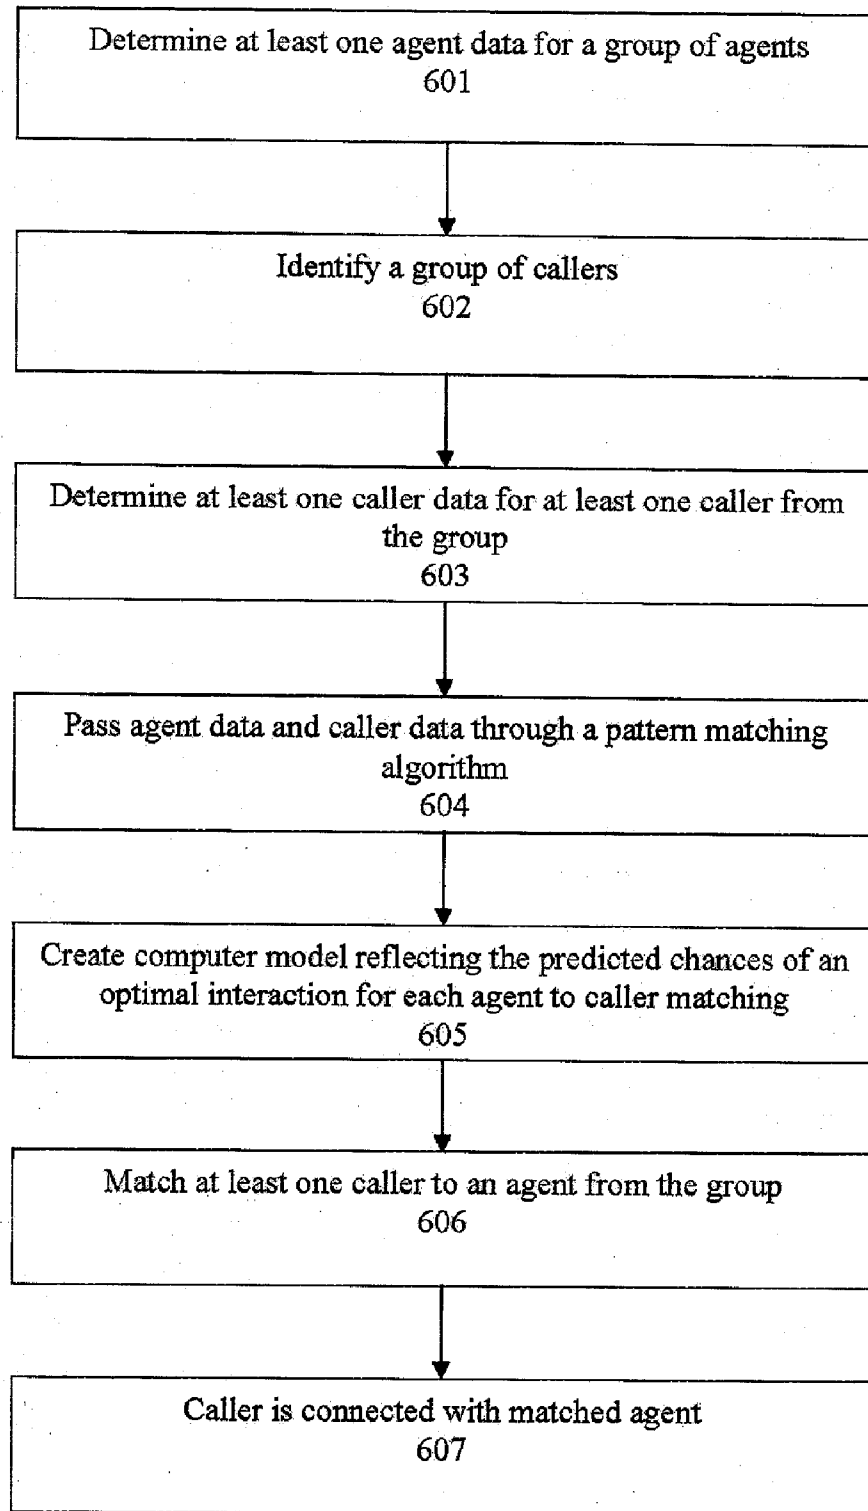 Determine at least one agent data for a group of agents
601
Identify a group of callers
602
Determine at least one caller data for at least one caller from
the group
603
Pass agent data and caller data through a pattern matching
algorithm
604
Create computer model reflecting the predicted chances of an
optimal interaction for each agent to caller matching
605
Match at least one caller to an agent from the group
606
Caller is connected with matched agent
607